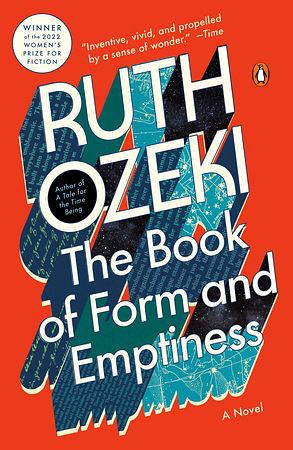 WINNER
OF THE 2022
WOMEN'S
PRIZE FOR
FICTION
"Inventive, vivid, and propelled
by a sense of wonder." —Time
RUTH
OZEKI
Author of
A Tale for
the Time
Being
The Book
of Form and
Emptiness
A Novel